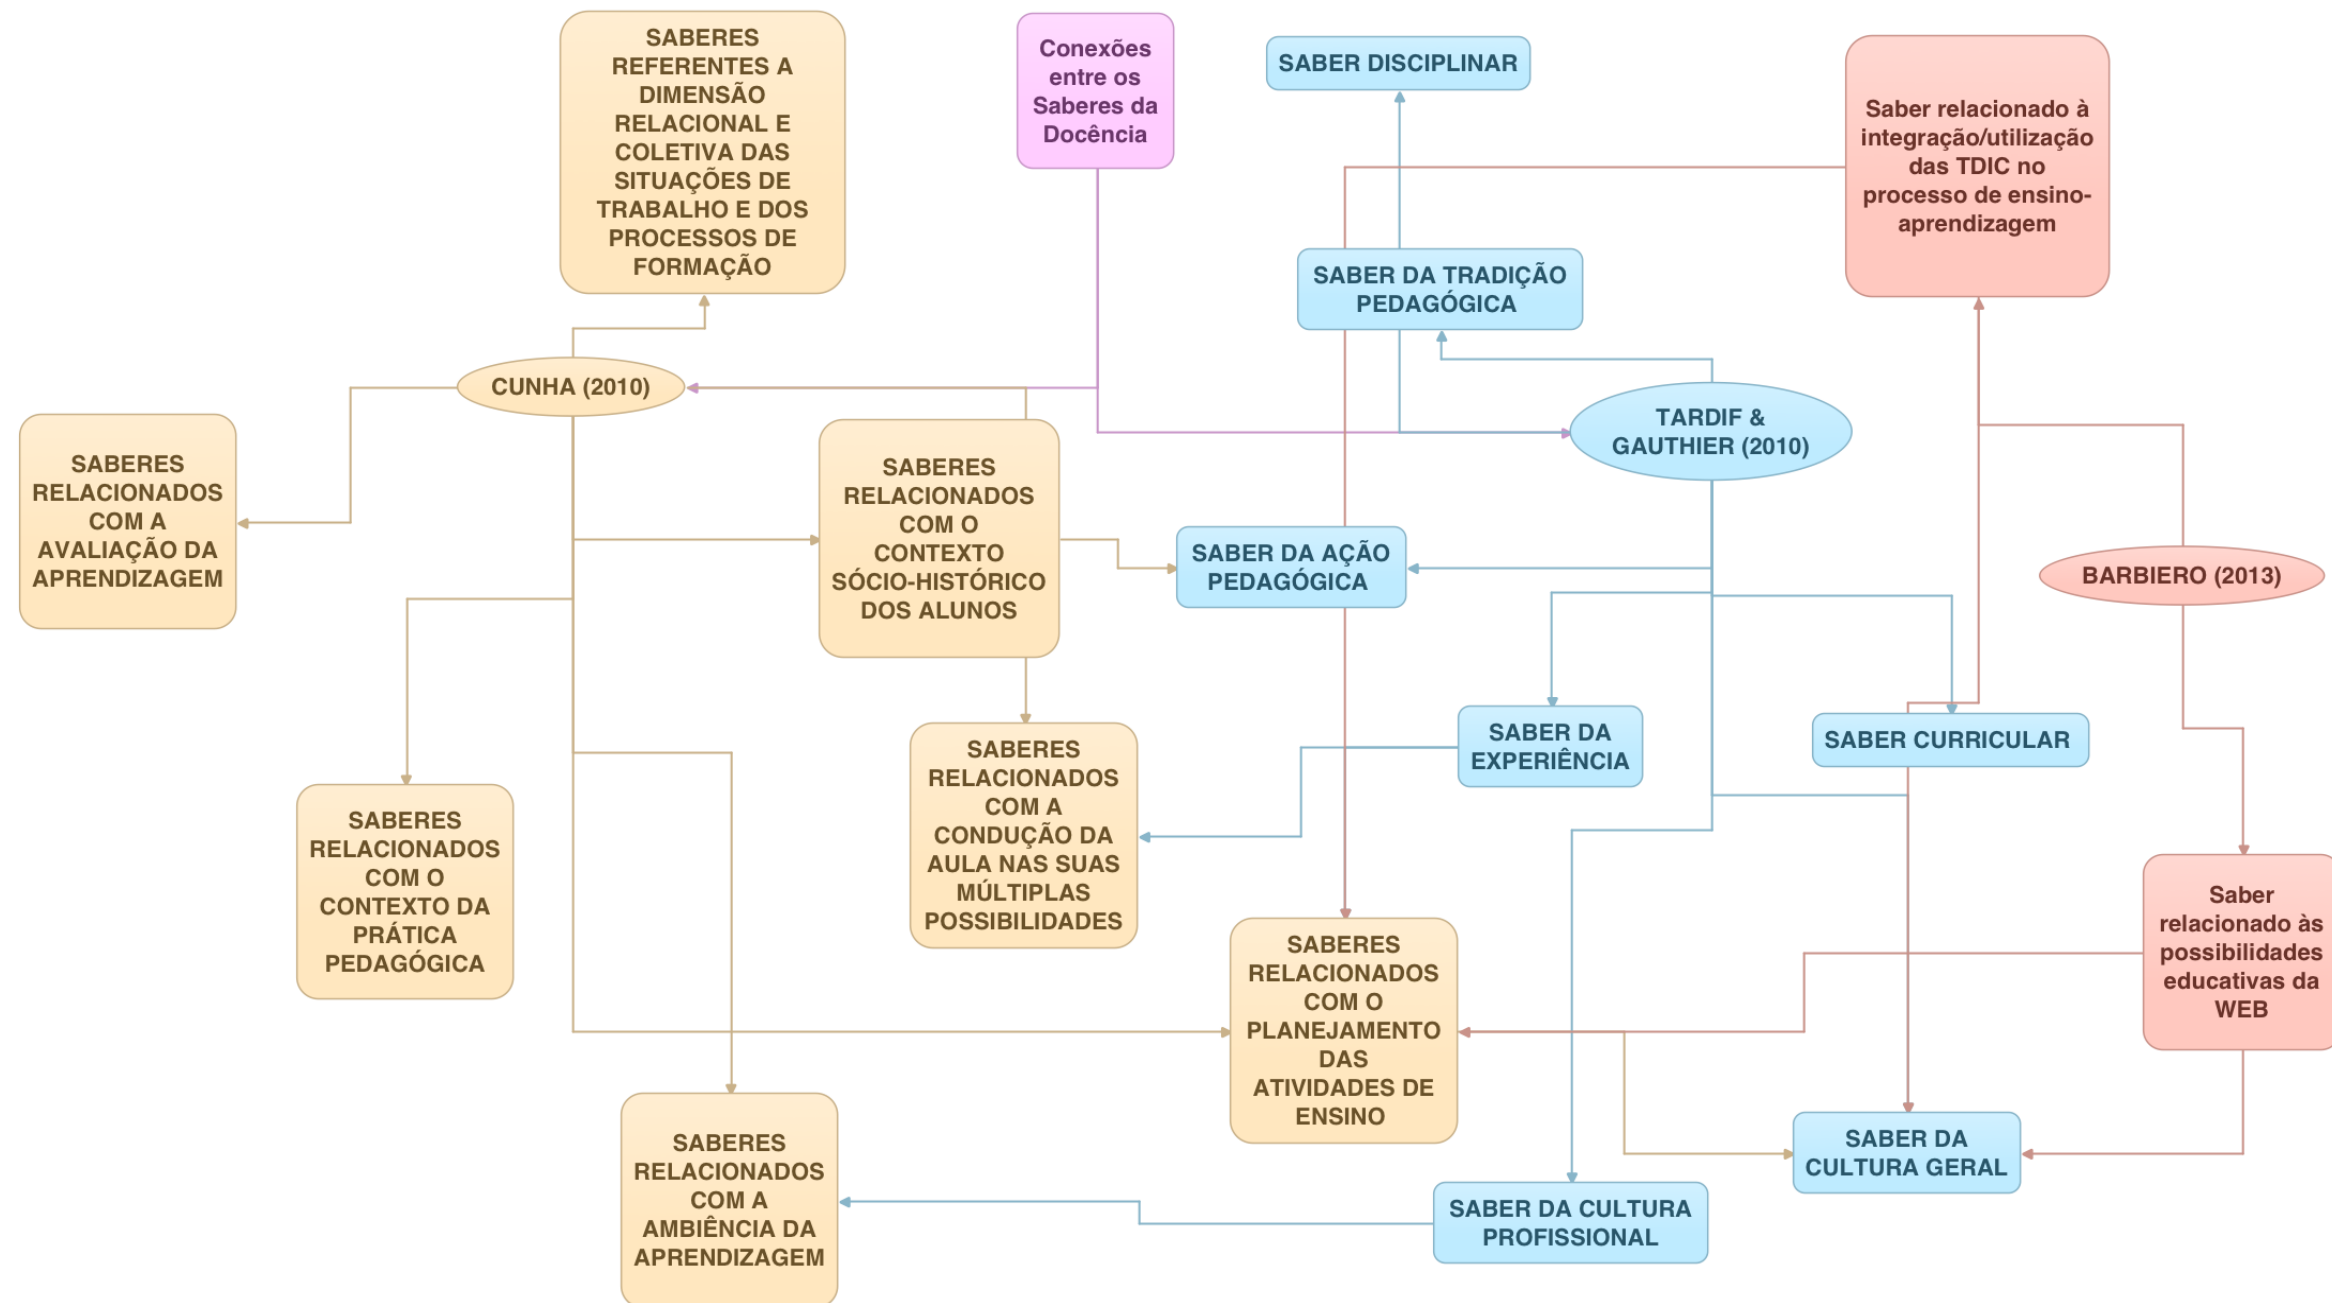 SABERES
REFERENTES A
DIMENSÃO
RELACIONAL E
COLETIVA DAS
SITUAÇÕES DE
TRABALHO E DOS
PROCESSOS DE
FORMAÇÃO
Conexões
entre os
Saberes da
Docência
SABER DISCIPLINAR
Saber relacionado à
integração/utilização
das TDIC no
processo de ensino-
aprendizagem
SABER DA TRADIÇÃO
PEDAGÓGICA
CUNHA (2010)
TARDIF &
GAUTHIER (2010)
SABERES
RELACIONADOS
COM A
AVALIAÇÃO DA
APRENDIZAGEM
SABERES
RELACIONADOS
COM O
CONTEXTO
SÓCIO-HISTÓRICO
DOS ALUNOS
SABER DA AÇÃO
PEDAGÓGICA
BARBIERO (2013)
SABERES
RELACIONADOS
COM O
CONTEXTO DA
PRÁTICA
PEDAGÓGICA
SABERES
RELACIONADOS
COM A
CONDUÇÃO DA
AULA NAS SUAS
MÚLTIPLAS
POSSIBILIDADES
SABER DA
EXPERIÊNCIA
SABER CURRICULAR
SABERES
RELACIONADOS
COM O
PLANEJAMENTO
DAS
ATIVIDADES DE
ENSINO
Saber
relacionado às
possibilidades
educativas da
WEB
SABERES
RELACIONADOS
COM A
AMBIÊNCIA DA
APRENDIZAGEM
SABER DA CULTURA
PROFISSIONAL
SABER DA
CULTURA GERAL